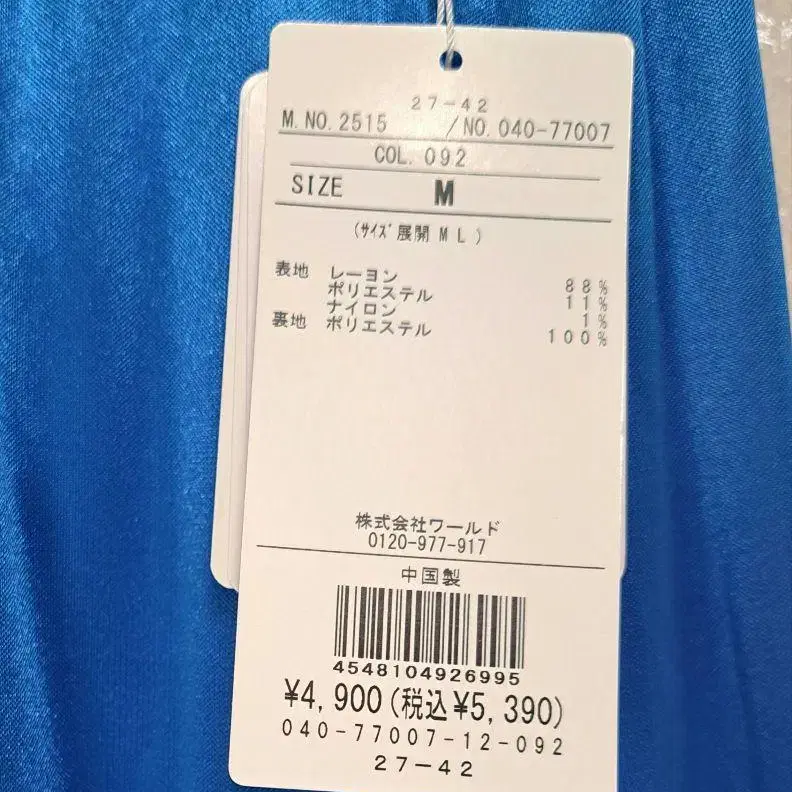 27-42
M.NO.2515 /NO.040-77007
COL.092
SIZE M
(サイズ展開 M L )
表地 レーヨン 88%
ポリエステル 11%
ナイロン 1%
裏地 ポリエステル 100%
株式会社ワールド
0120-977-917
中国製
4548104926995
¥4,900(税込¥5,390)
040-77007-12-092
27-42